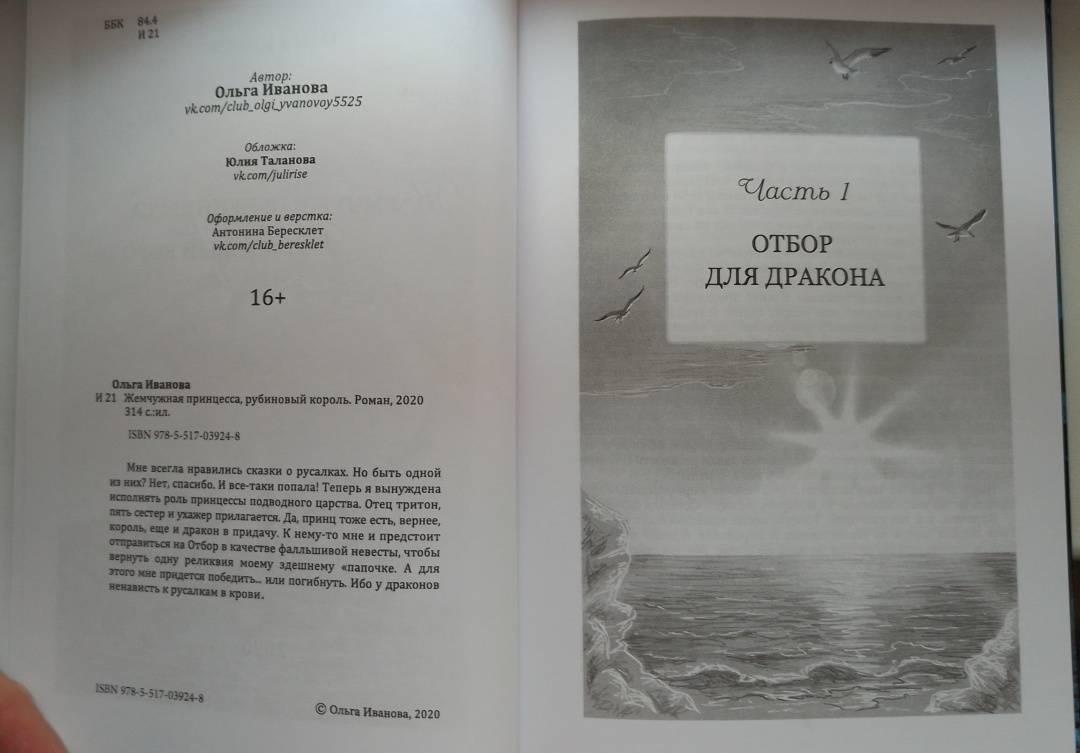 ББК 84.4
И 21
Автор:
Ольга Иванова
vk.com/club_olgi_yvanovoy5525
Обложка:
Юлия Таланова
vk.com/julirise
Оформление и верстка:
Антонина Бересклет
vk.com/club_beresklet
16+
Ольга Иванова
И 21 Жемчужная принцесса, рубиновый король. Роман, 2020
314 с.:ил.
ISBN 978-5-517-03924-8
Мне всегла нравились сказки о русалках. Но быть одной
из них? Нет, спасибо. И все-таки попала! Теперь я вынуждена
исполнять роль принцессы подводного царства. Отец тритон,
пять сестер и ухажер прилагается. Да, принц тоже есть, вернее,
король, еще и дракон в придачу. К нему-то мне и предстоит
отправиться на Отбор в качестве фалльшивой невесты, чтобы
вернуть одну реликвия моему здешнему «папочке. А для
этого мне придется победить... или погибнуть. Ибо у драконов
ненависть к русалкам в крови.
ISBN 978-5-517-03924-8
© Ольга Иванова, 2020
Часть 1
ОТБОР
ДЛЯ ДРАКОНА